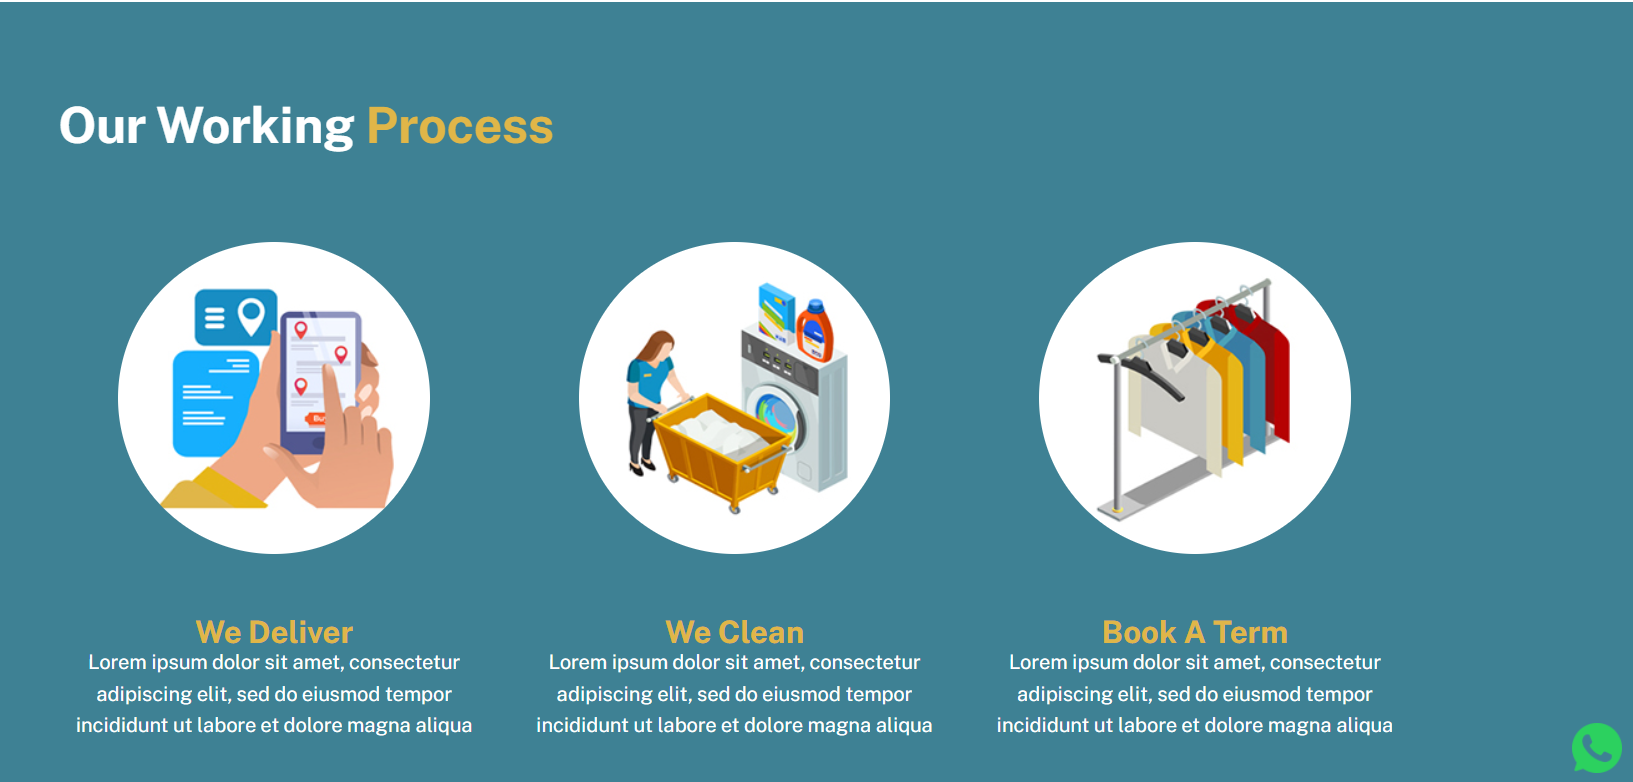 Our Working Process
We Deliver
Lorem ipsum dolor sit amet, consectetur
adipiscing elit, sed do eiusmod tempor
incididunt ut labore et dolore magna aliqua
We Clean
Lorem ipsum dolor sit amet, consectetur
adipiscing elit, sed do eiusmod tempor
incididunt ut labore et dolore magna aliqua
Book A Term
Lorem ipsum dolor sit amet, consectetur
adipiscing elit, sed do eiusmod tempor
incididunt ut labore et dolore magna aliqua